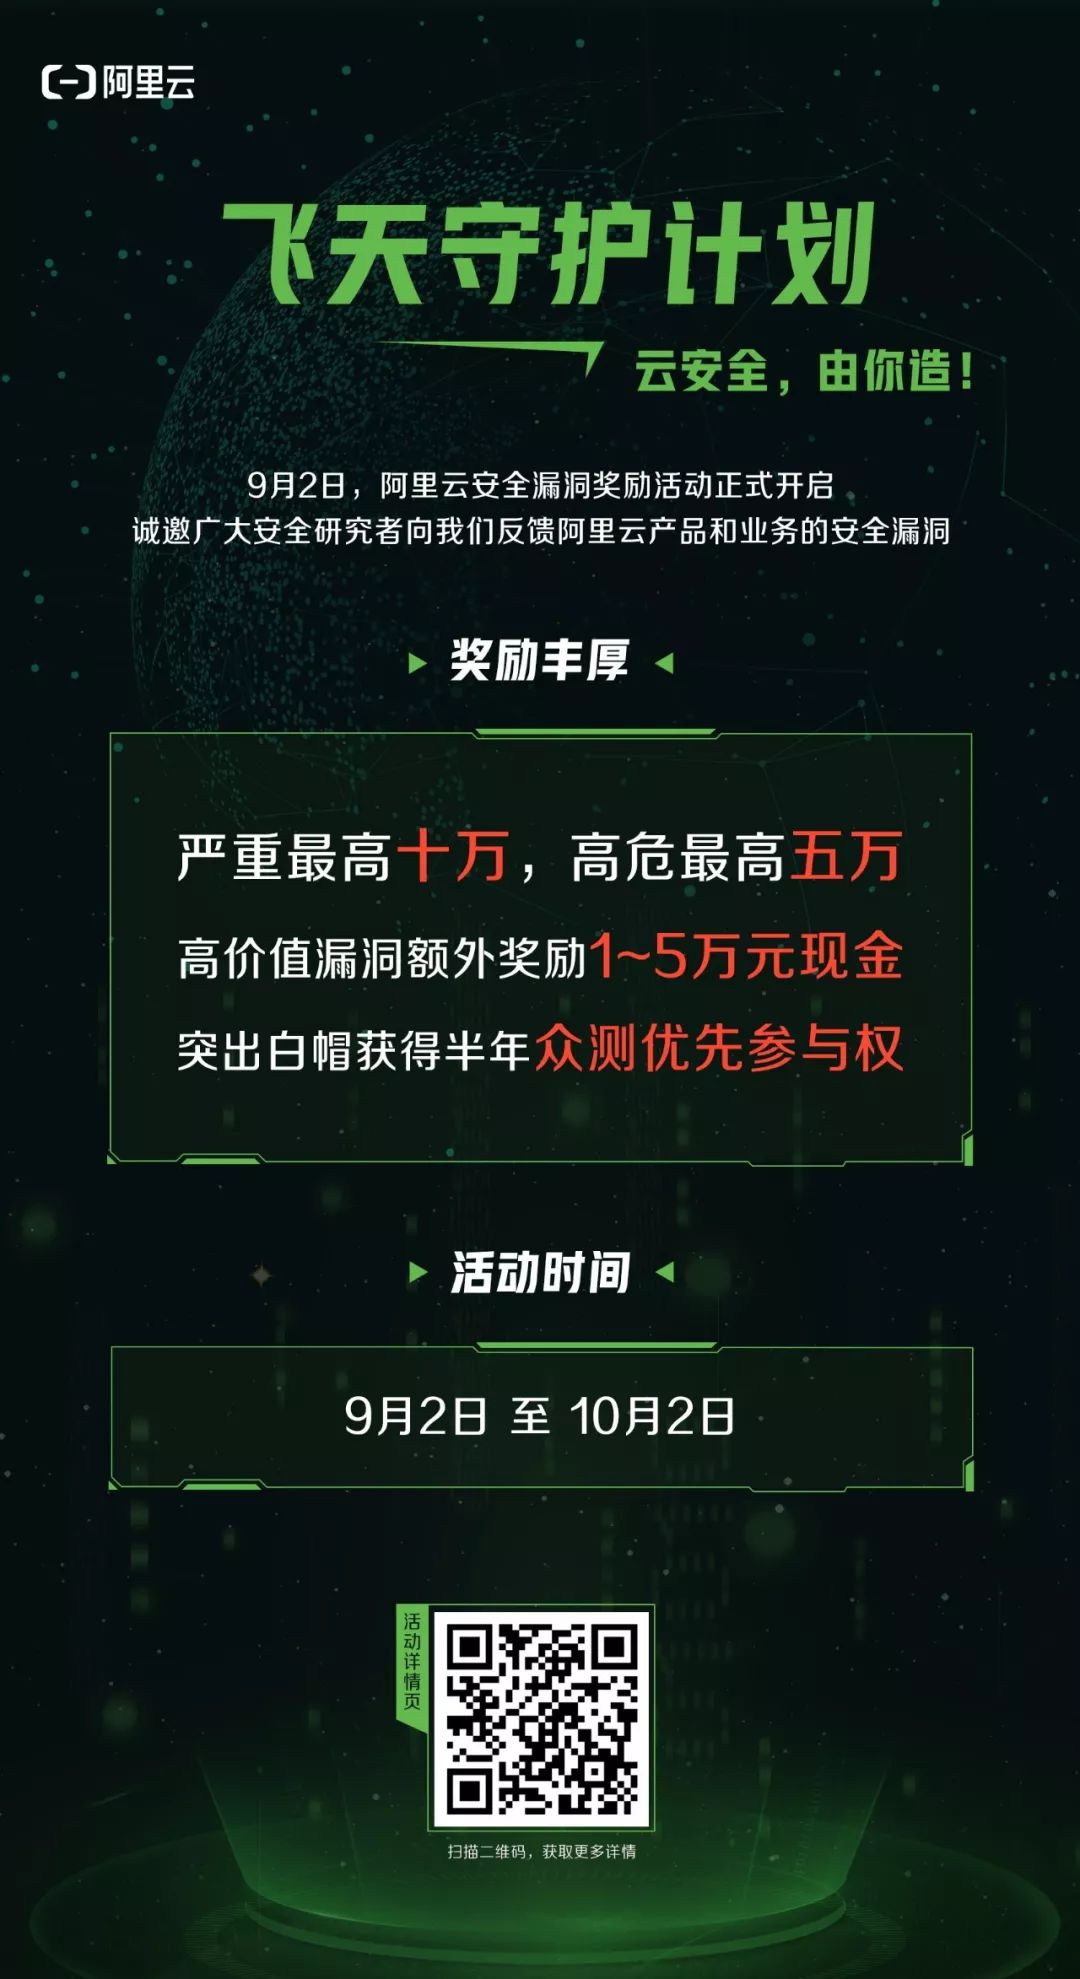 阿里云
飞天守护计划
云安全，由你造！
9月2日，阿里云安全漏洞奖励活动正式开启
诚邀广大安全研究者向我们反馈阿里云产品和业务的安全漏洞
奖励丰厚
严重最高十万，高危最高五万
高价值漏洞额外奖励1~5万元现金
突出白帽获得半年众测优先参与权
活动时间
9月2日 至 10月2日
活动详情页
扫描二维码，获取更多详情